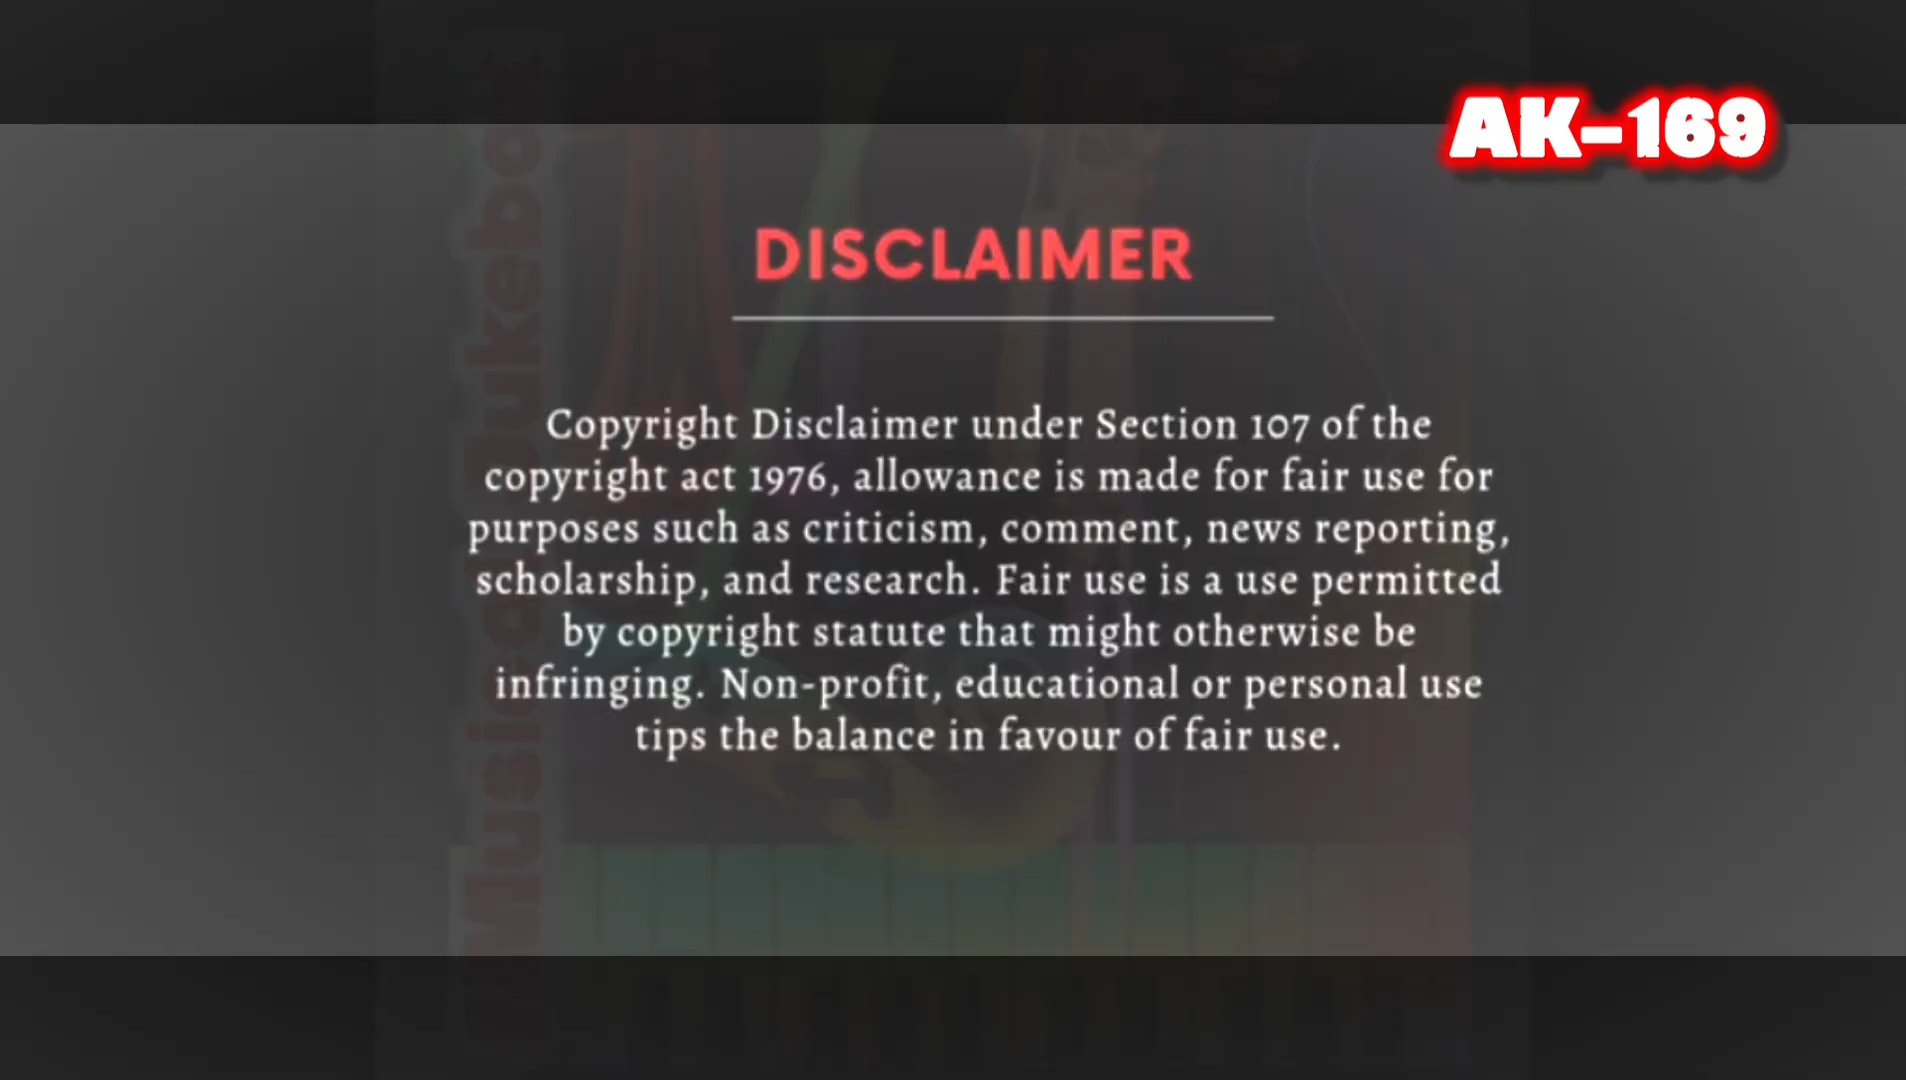 AK-169
DISCLAIMER
Copyright Disclaimer under Section 107 of the
copyright act 1976, allowance is made for fair use for
purposes such as criticism, comment, news reporting,
scholarship, and research. Fair use is a use permitted
by copyright statute that might otherwise be
infringing. Non-profit, educational or personal use
tips the balance in favour of fair use.
Musical Jukebox